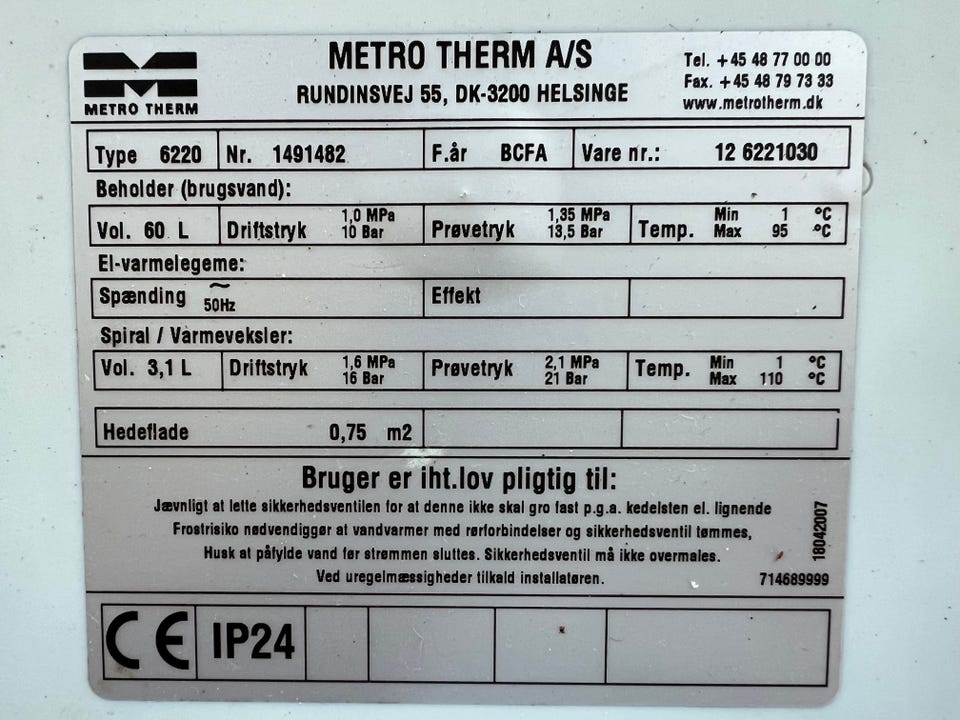 METRO THERM
METRO THERM A/S
RUNDINSVEJ 55, DK-3200 HELSINGE
Tel. +45 48 77 00 00
Fax. +45 48 79 73 33
www.metrotherm.dk
Type 6220 Nr. 1491482 F.år BCFA Vare nr.: 12 6221030
Beholder (brugsvand):
Vol. 60 L Driftstryk 1,0 MPa 10 Bar Prøvetryk 1,35 MPa 13,5 Bar Temp. Min 1 °C Max 95 °C
El-varmelegeme:
Spænding ~ 50Hz Effekt
Spiral / Varmeveksler:
Vol. 3,1 L Driftstryk 1,6 MPa 16 Bar Prøvetryk 2,1 MPa 21 Bar Temp. Min 1 °C Max 110 °C
Hedeflade 0,75 m2
Bruger er iht.lov pligtig til:
Jævnligt at lette sikkerhedsventilen for at denne ikke skal gro fast p.g.a. kedelsten el. lignende
Frostrisiko nødvendiggør at vandvarmer med rørforbindelser og sikkerhedsventil tømmes,
Husk at påfylde vand før strømmen sluttes. Sikkerhedsventil må ikke overmales.
Ved uregelmæssigheder tilkald installatøren.
18042007
714689999
CE IP24